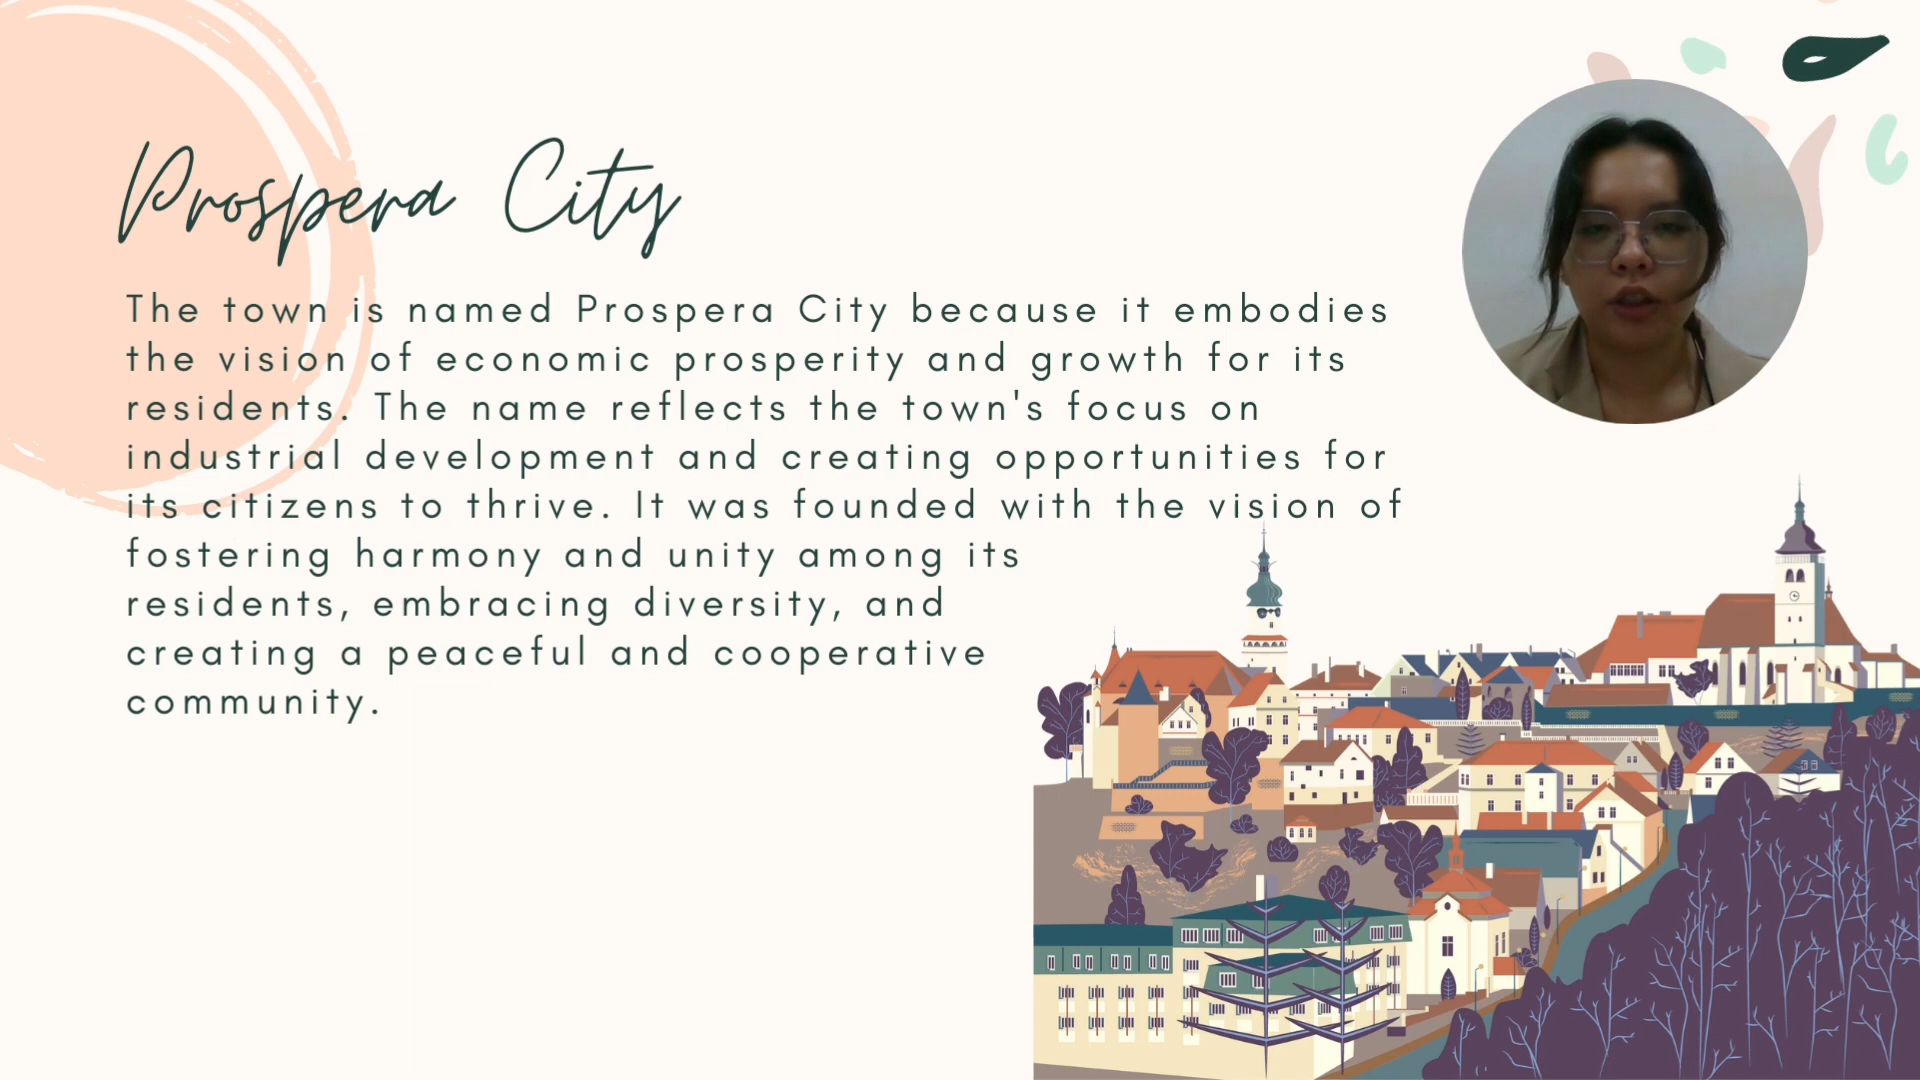 Prospera City
The town is named Prospera City because it embodies
the vision of economic prosperity and growth for its
residents. The name reflects the town's focus on
industrial development and creating opportunities for
its citizens to thrive. It was founded with the vision of
fostering harmony and unity among its
residents, embracing diversity, and
creating a peaceful and cooperative
community.